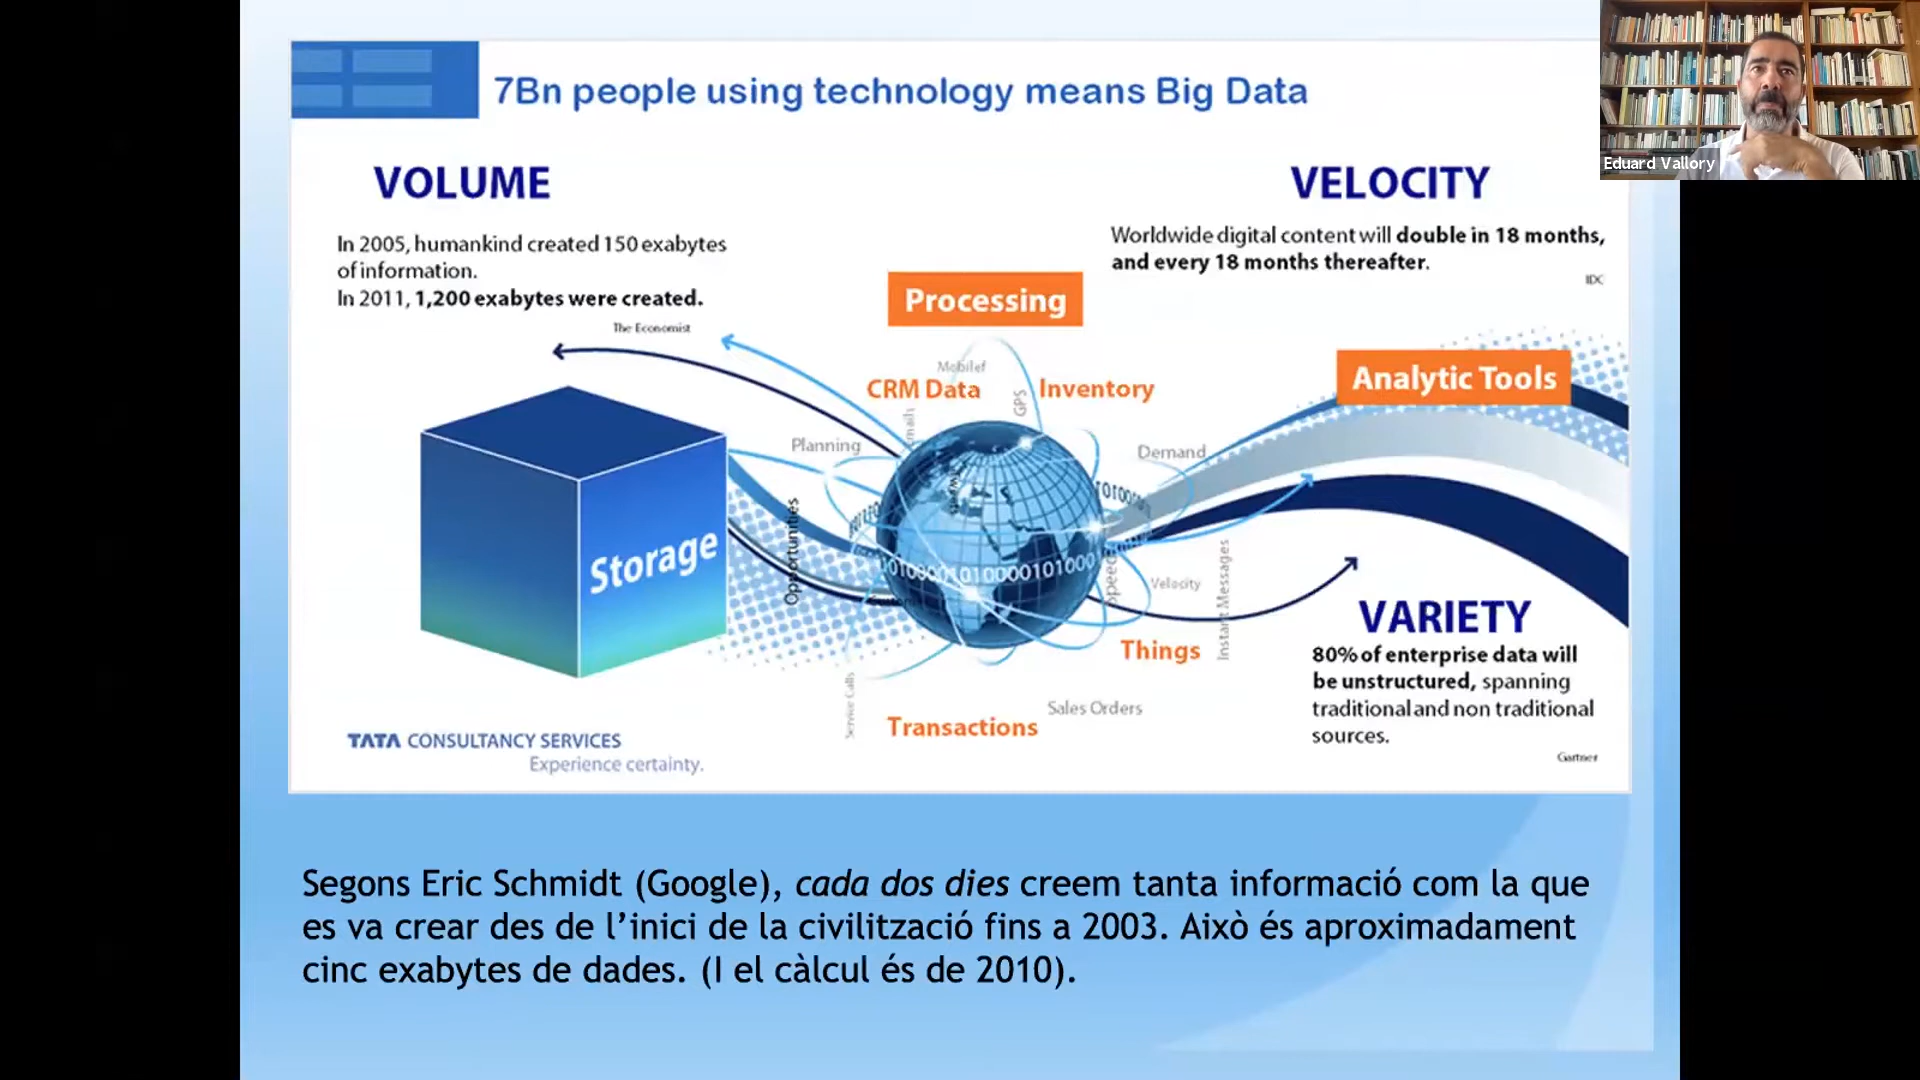 7Bn people using technology means Big Data
Eduard Vallory
VOLUME
In 2005, humankind created 150 exabytes
of information.
In 2011, 1,200 exabytes were created.
The Economist
VELOCITY
Worldwide digital content will double in 18 months,
and every 18 months thereafter.
IDC
Processing
Analytic Tools
CRM Data
Inventory
GPS
Planning
Demand
Opportunities
Storage
Speed
Velocity
Instant Messages
Things
Service Calls
Sales Orders
Transactions
VARIETY
80% of enterprise data will
be unstructured, spanning
traditional and non traditional
sources.
Gartner
TATA CONSULTANCY SERVICES
Experience certainty.
Segons Eric Schmidt (Google), cada dos dies creem tanta informació com la que
es va crear des de l’inici de la civilització fins a 2003. Això és aproximadament
cinc exabytes de dades. (I el càlcul és de 2010).